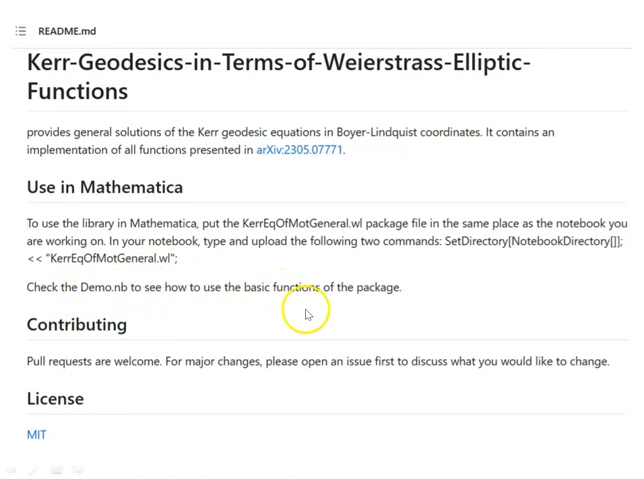 README.md
Kerr-Geodesics-in-Terms-of-Weierstrass-Elliptic-
Functions
provides general solutions of the Kerr geodesic equations in Boyer-Lindquist coordinates. It contains an
implementation of all functions presented in arXiv:2305.07771.
Use in Mathematica
To use the library in Mathematica, put the KerrEqOfMotGeneral.wl package file in the same place as the notebook you
are working on. In your notebook, type and upload the following two commands: SetDirectory[NotebookDirectory[]];
<< "KerrEqOfMotGeneral.wl";
Check the Demo.nb to see how to use the basic functions of the package.
Contributing
Pull requests are welcome. For major changes, please open an issue first to discuss what you would like to change.
License
MIT